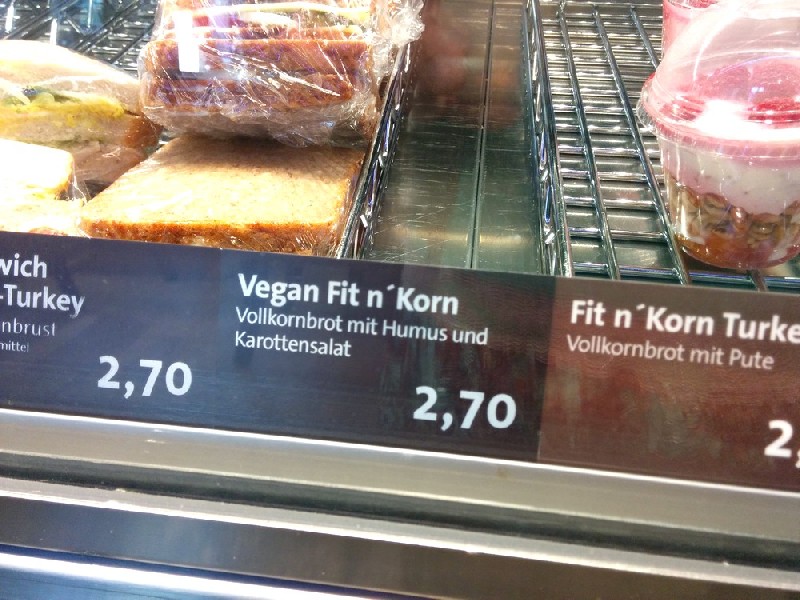 wich
-Turkey
nbrust
mittel
2,70
Vegan Fit n´Korn
Vollkornbrot mit Humus und
Karottensalat
2,70
Fit n´Korn Turke
Vollkornbrot mit Pute
2,